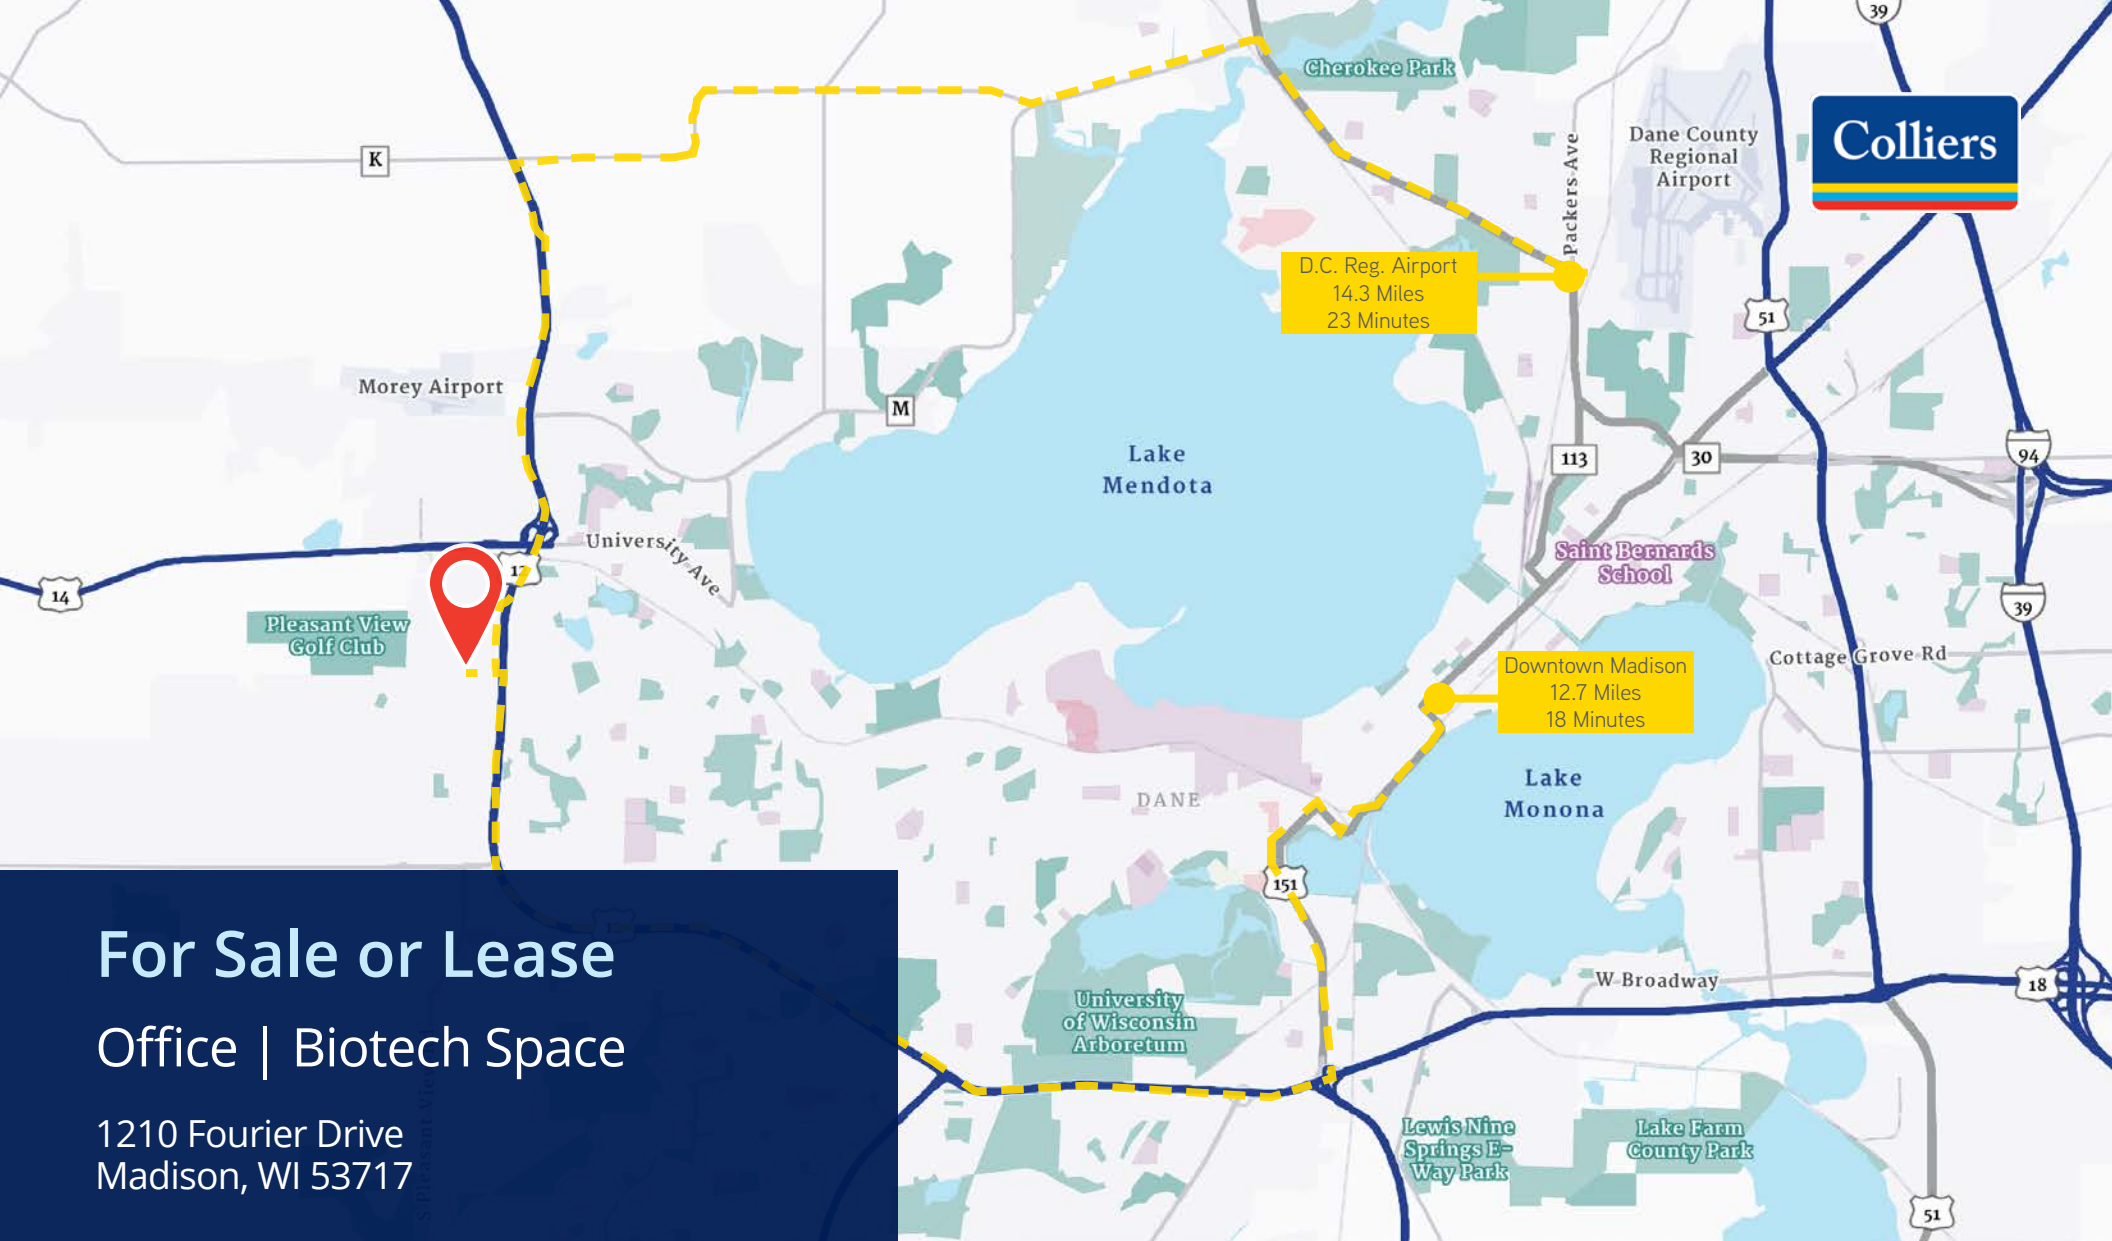 39
Cherokee Park
Packers Ave
Dane County
Regional
Airport
Colliers
K
D.C. Reg. Airport
14.3 Miles
23 Minutes
51
Morey Airport
M
Lake
Mendota
113
30
94
University Ave
Saint Bernards
School
14
39
Pleasant View
Golf Club
Cottage Grove Rd
Downtown Madison
12.7 Miles
18 Minutes
Lake
Monona
DANE
151
For Sale or Lease
Office | Biotech Space
1210 Fourier Drive
Madison, WI 53717
W Broadway
18
University
of Wisconsin
Arboretum
Lewis Nine
Springs E-
Way Park
Lake Farm
County Park
51